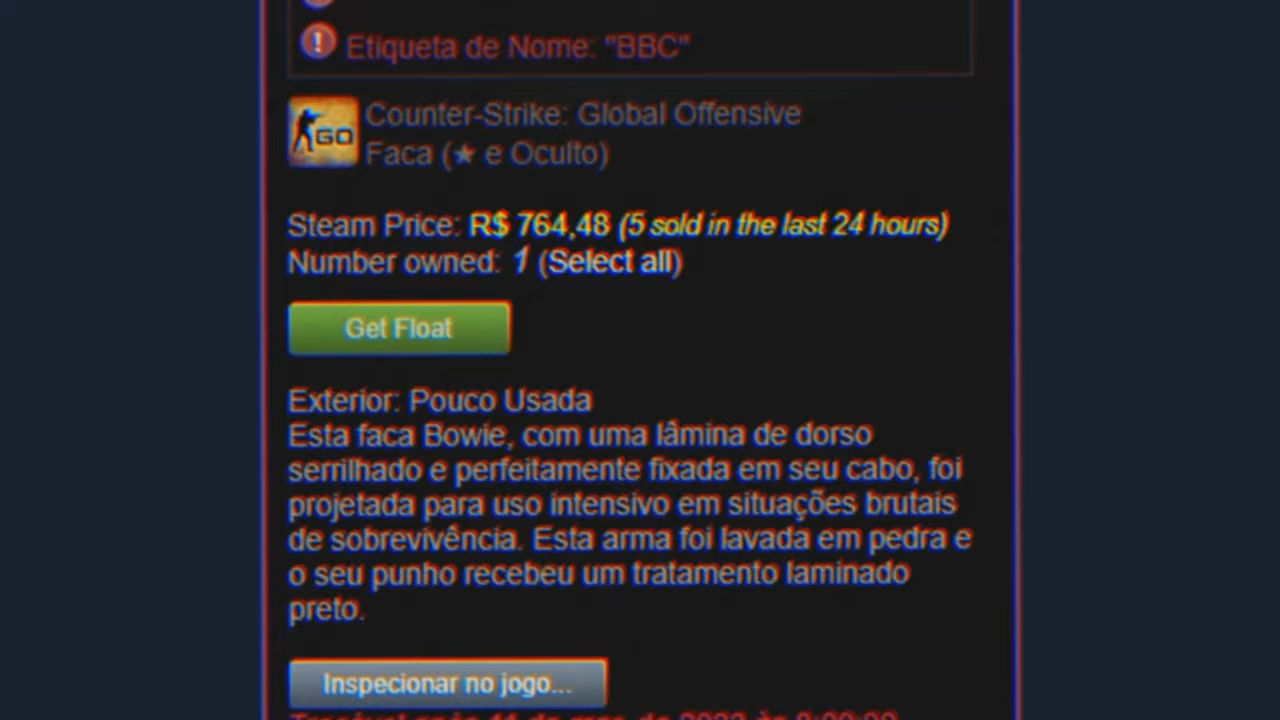 Etiqueta de Nome: "BBC"
GO
Counter-Strike: Global Offensive
Faca (★ e Oculto)
Steam Price: R$ 764,48 (5 sold in the last 24 hours)
Number owned: 1 (Select all)
Get Float
Exterior: Pouco Usada
Esta faca Bowie, com uma lâmina de dorso
serrilhado e perfeitamente fixada em seu cabo, foi
projetada para uso intensivo em situações brutais
de sobrevivência. Esta arma foi lavada em pedra e
o seu punho recebeu um tratamento laminado
preto.
Inspecionar no jogo...